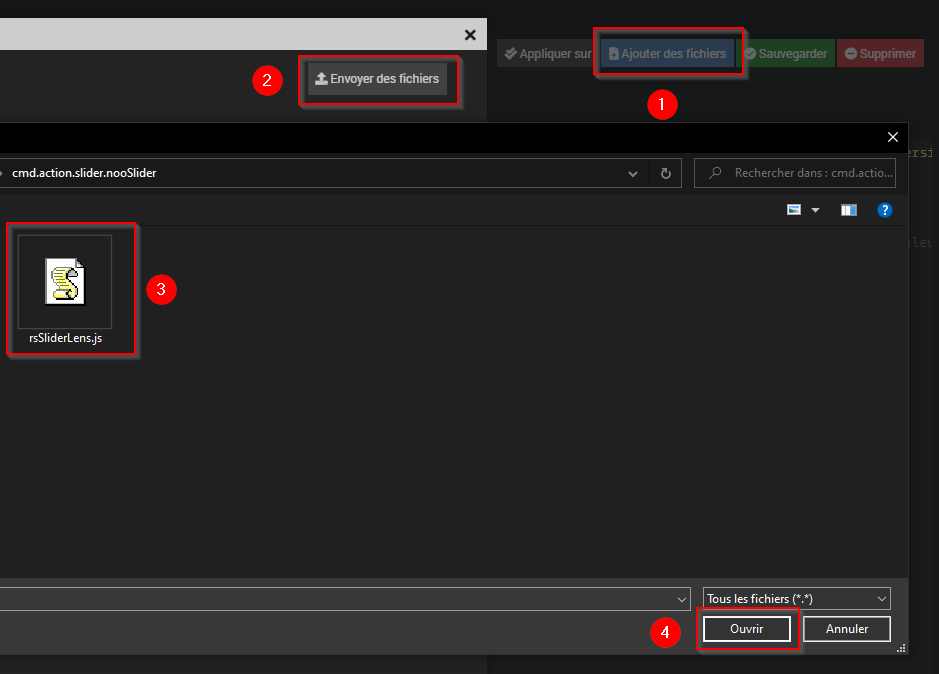 Appliquer sur
Ajouter des fichiers
Sauvegarder
Supprimer
2
Envoyer des fichiers
1
cmd.action.slider.nooSlider
Rechercher dans : cmd.actio...
?
3
rsSliderLens.js
Tous les fichiers (*.*)
4
Ouvrir
Annuler